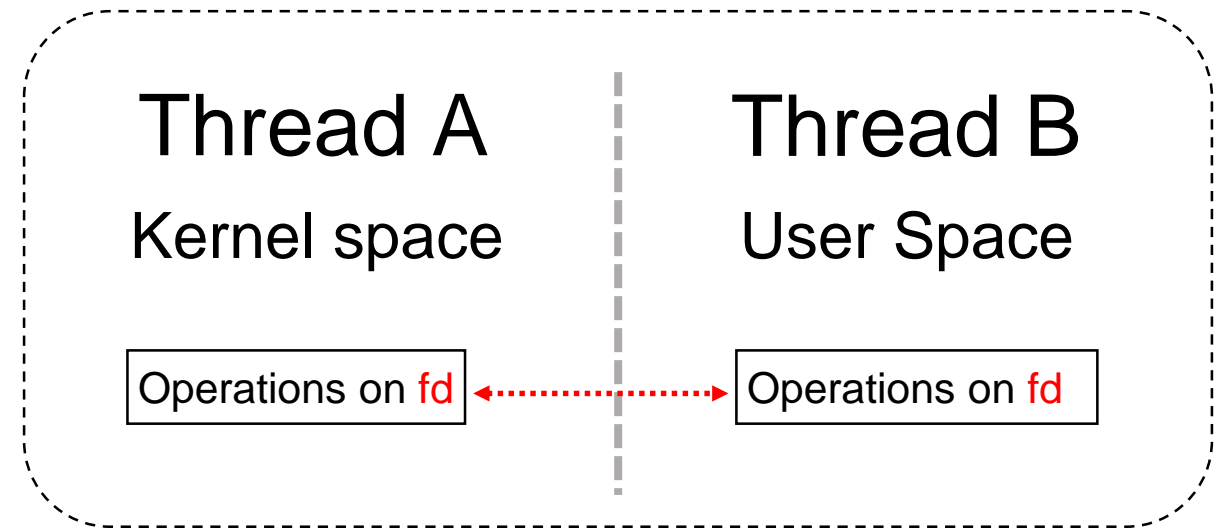 Thread A
Kernel space
Operations on fd
Thread B
User Space
Operations on fd